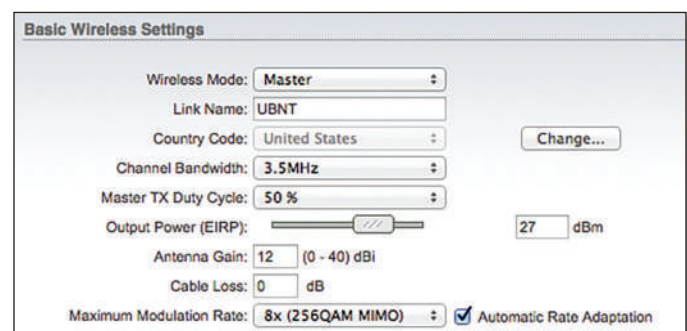 Basic Wireless Settings
Wireless Mode: Master
Link Name: UBNT
Country Code: United States Change...
Channel Bandwidth: 3.5MHz
Master TX Duty Cycle: 50 %
Output Power (EIRP): 27 dBm
Antenna Gain: 12 (0 - 40) dBi
Cable Loss: 0 dB
Maximum Modulation Rate: 8x (256QAM MIMO) Automatic Rate Adaptation